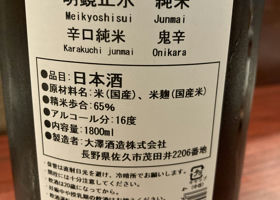 明鏡止水 純米
Meikyoshisui Junmai
辛口純米 鬼辛
Karakuchi junmai Onikara
●品目：日本酒
●原材料名：米（国産）、米麹（国産米）
●精米歩合：65％
●アルコール分：16度
●内容量：1800ml
●製造者：大澤酒造株式会社
長野県佐久市茂田井2206番地